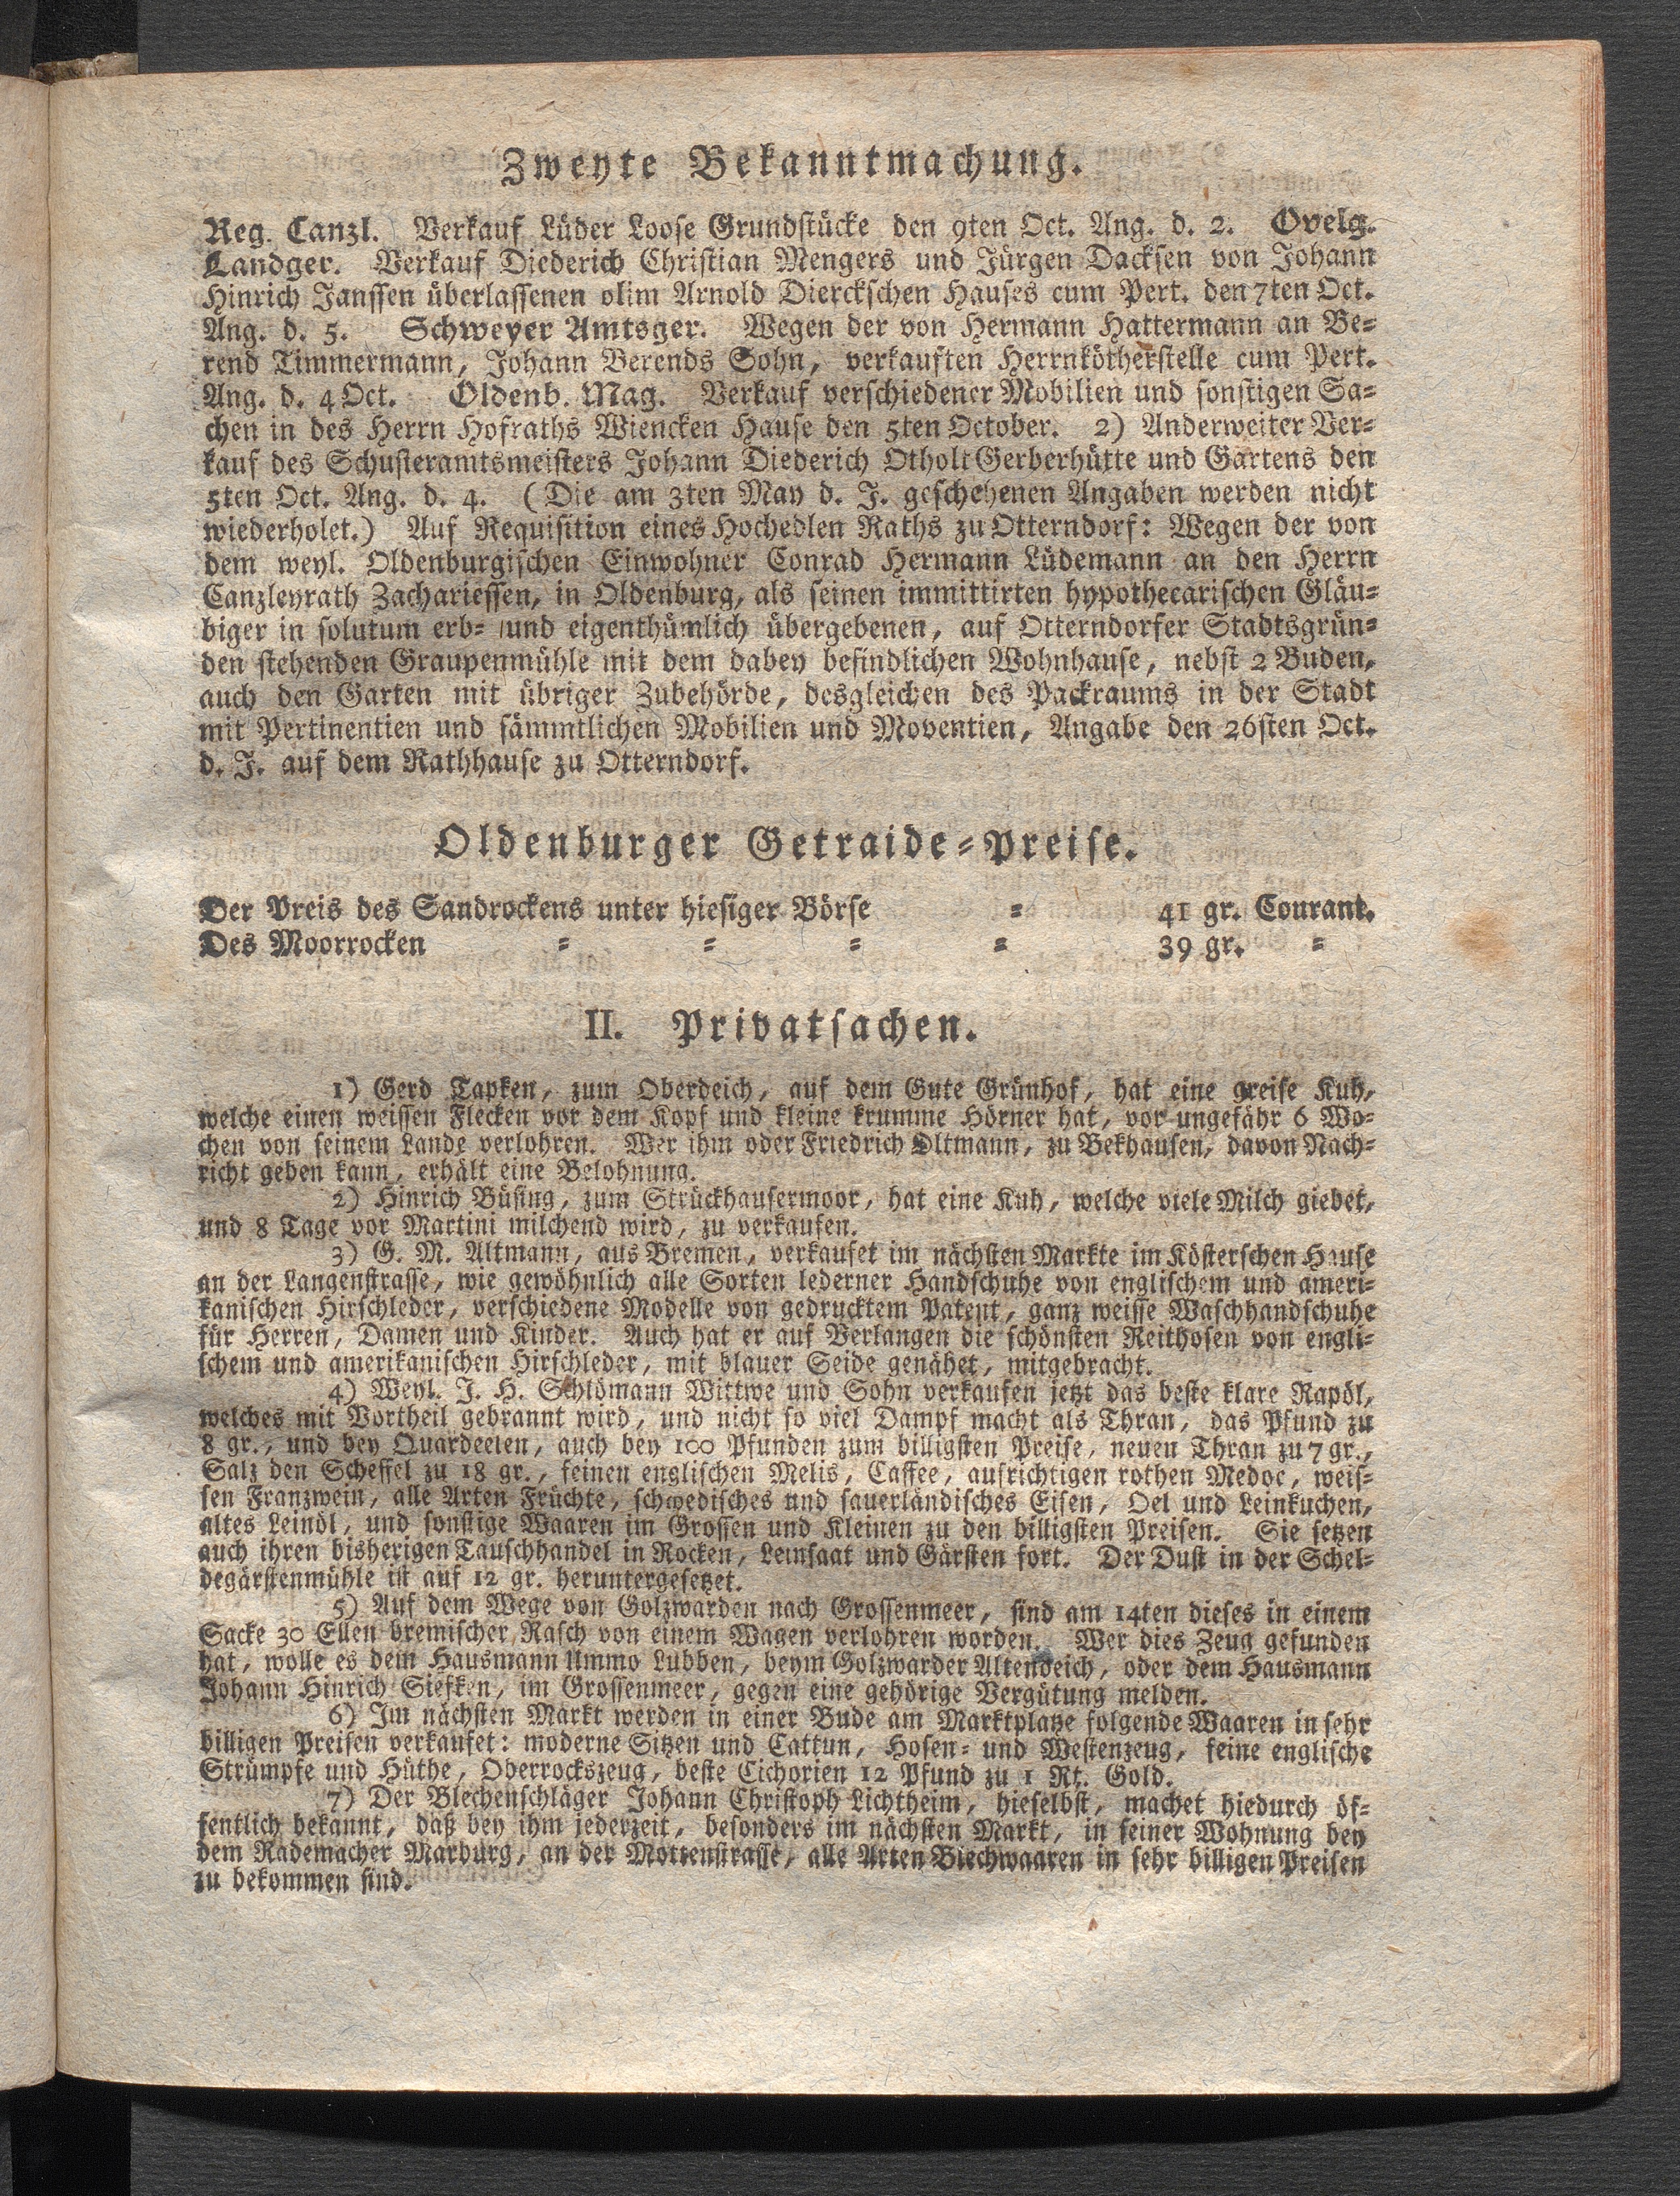 Zweyte Bekanntmachung.
Reg. Canzl. Verkauf Lüder Loose Grundstücke den 9ten Oct. Ang. d. 2. Ovelg.
Landger. Verkauf Diederich Christian Mengers und Jürgen Dacksen von Johann
Hinrich Janssen überlassenen olim Arnold Dierckschen Hauses cum Pert. den 7ten Oct.
Ang. d. 5. Schweyer Amtsger. Wegen der von Hermann Hattermann an Be-
rend Timmermann, Johann Berends Sohn, verkauften Herrnkötherstelle cum Pert.
Ang. d. 4 Oct. Oldenb. Mag. Verkauf verschiedener Mobilien und sonstigen Sa-
chen in des Herrn Hofraths Wiencken Hause den 5ten October. 2) Anderweiter Ver-
kauf des Schusteramtsmeisters Johann Diederich Otholt Gerberhütte und Gartens den
5ten Oct. Ang. d. 4. (Die am 3ten May d. J. geschehenen Angaben werden nicht
wiederholet.) Auf Requisition eines Hochedlen Raths zu Otterndorf: Wegen der von
dem weyl. Oldenburgischen Einwohner Conrad Hermann Lüdemann an den Herrn
Canzleyrath Zachariessen, in Oldenburg, als seinen immittirten hypothecarischen Gläu-
biger in solutum erb- und eigenthümlich übergebenen, auf Otterndorfer Stadtsgrün-
den stehenden Graupenmühle mit dem dabey befindlichen Wohnhause, nebst 2 Buden,
auch den Garten mit übriger Zubehörde, desgleichen des Packraums in der Stadt
mit Pertinentien und sämmtlichen Mobilien und Moventien, Angabe den 26sten Oct.
d. J. auf dem Rathhause zu Otterndorf.
Oldenburger Getraide-Preise.
Der Preis des Sandrockens unter hiesiger Börse = 41 gr. Courant.
Des Moorrocken = = = = 39 gr. =
II. Privatsachen.
1) Gerd Tapken, zum Oberdeich, auf dem Gute Grünhof, hat eine greise Kuh,
welche einen weissen Flecken vor dem Kopf und kleine krumme Hörner hat, vor ungefähr 6 Wo-
chen von seinem Lande verlohren. Wer ihm oder Friedrich Oltmann, zu Bekhausen, davon Nach-
richt geben kann, erhält eine Belohnung.
2) Hinrich Büsing, zum Strückhausermoor, hat eine Kuh, welche viele Milch giebet,
und 8 Tage vor Martini milchend wird, zu verkaufen.
3) G. M. Altmann, aus Bremen, verkaufet im nächsten Markte im Kösterschen Hause
an der Langenstrasse, wie gewöhnlich alle Sorten lederner Handschuhe von englischem und ameri-
kanischen Hirschleder, verschiedene Modelle von gedrucktem Patent, ganz weisse Waschhandschuhe
für Herren, Damen und Kinder. Auch hat er auf Verlangen die schönsten Reithosen von engli-
schem und amerikanischen Hirschleder, mit blauer Seide genähet, mitgebracht.
4) Weyl. J. H. Schlömann Wittwe und Sohn verkaufen jetzt das beste klare Rapöl,
welches mit Vortheil gebrannt wird, und nicht so viel Dampf macht als Thran, das Pfund zu
8 gr., und bey Quardeelen, auch bey 100 Pfunden zum billigsten Preise, neuen Thran zu 7 gr.,
Salz den Scheffel zu 18 gr., feinen englischen Melis, Caffee, aufrichtigen rothen Medoc, weis-
sen Franzwein, alle Arten Früchte, schwedisches und sauerländisches Eisen, Oel und Leinkuchen,
altes Leinöl, und sonstige Waaren im Grossen und Kleinen zu den billigsten Preisen. Sie setzen
auch ihren bisherigen Tauschhandel in Rocken, Leinsaat und Gärsten fort. Der Dust in der Schel-
degärstenmühle ist auf 12 gr. heruntergesetzet.
5) Auf dem Wege von Golzwarden nach Grossenmeer, sind am 14ten dieses in einem
Sacke 30 Ellen bremischer Rasch von einem Wagen verlohren worden. Wer dies Zeug gefunden
hat, wolle es dem Hausmann Ummo Lubben, beym Golzwarder Altendeich, oder dem Hausmann
Johann Hinrich Siefken, im Grossenmeer, gegen eine gehörige Vergütung melden.
6) Im nächsten Markt werden in einer Bude am Marktplatze folgende Waaren in sehr
billigen Preisen verkaufet: moderne Sitzen und Cattun, Hosen- und Westenzeug, feine englische
Strümpfe und Hüthe, Oberrockszeug, beste Cichorien 12 Pfund zu 1 Rt. Gold.
7) Der Blechenschläger Johann Christoph Lichtheim, hieselbst, machet hiedurch öf-
fentlich bekannt, daß bey ihm jederzeit, besonders im nächsten Markt, in seiner Wohnung bey
dem Rademacher Marburg, an der Mottenstrasse, alle Arten Blechwaaren in sehr billigen Preisen
zu bekommen sind.